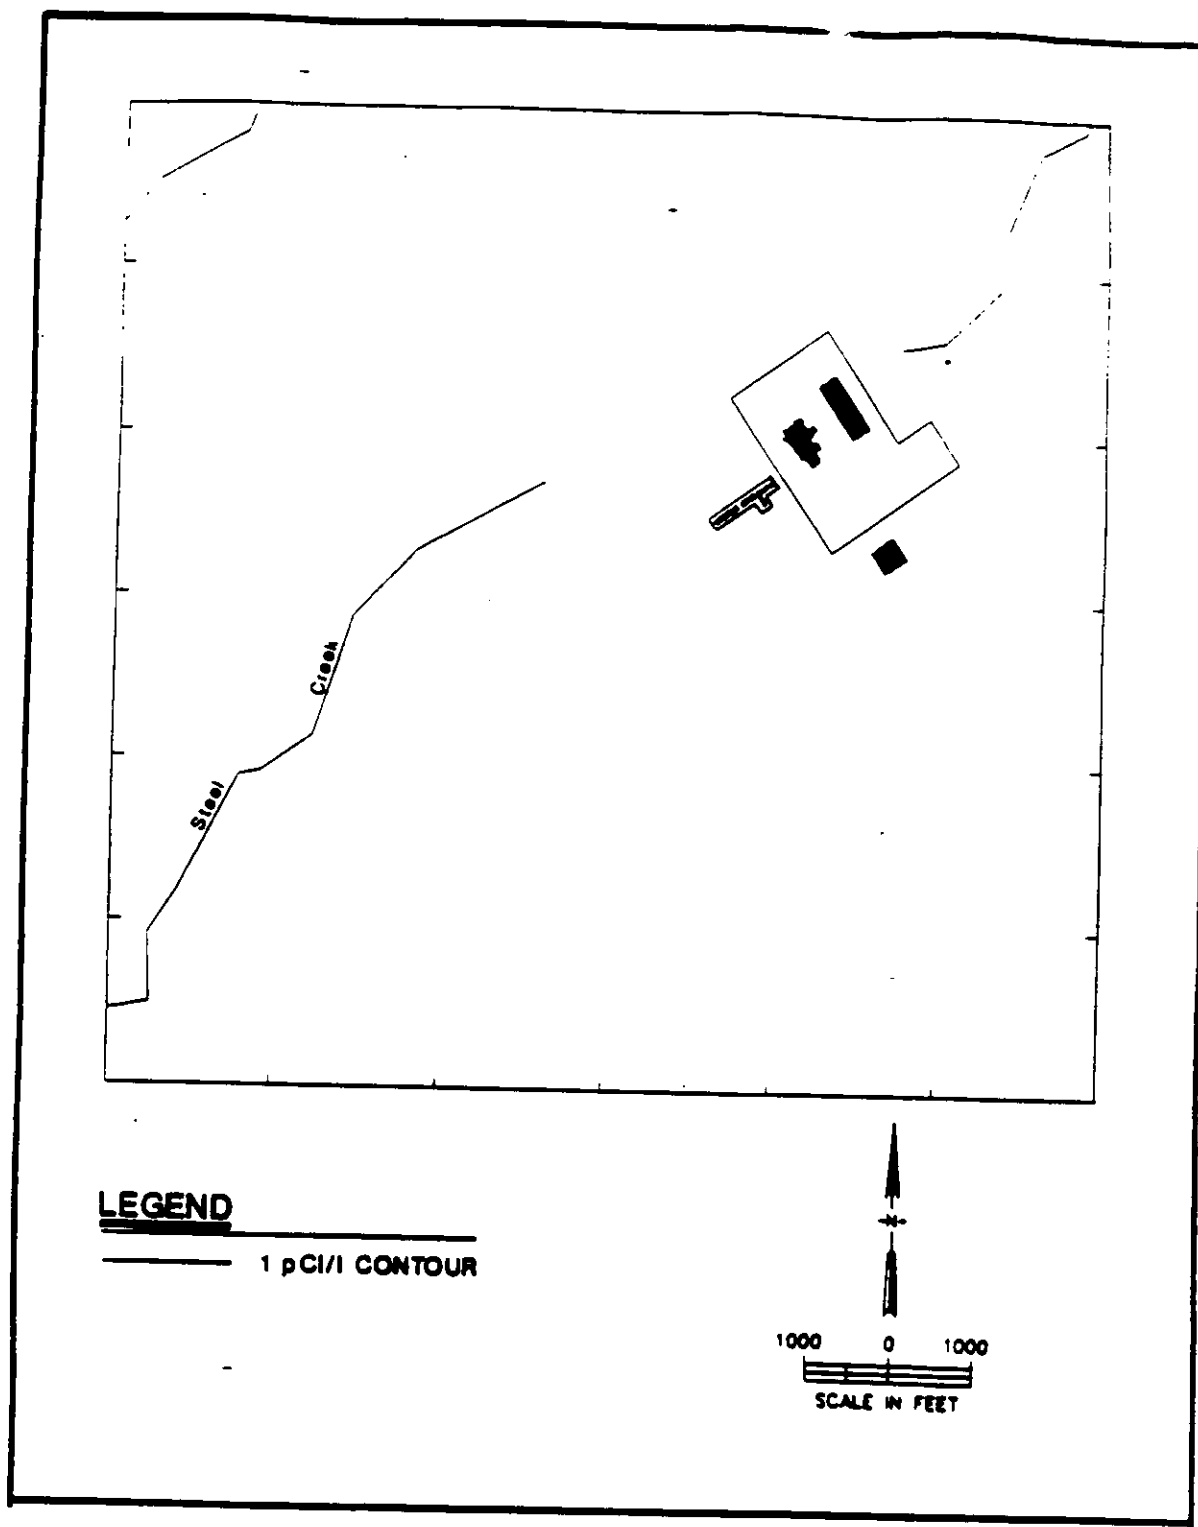 Creek
Steel
LEGEND
1 pCi/l CONTOUR
N
1000 0 1000
SCALE IN FEET